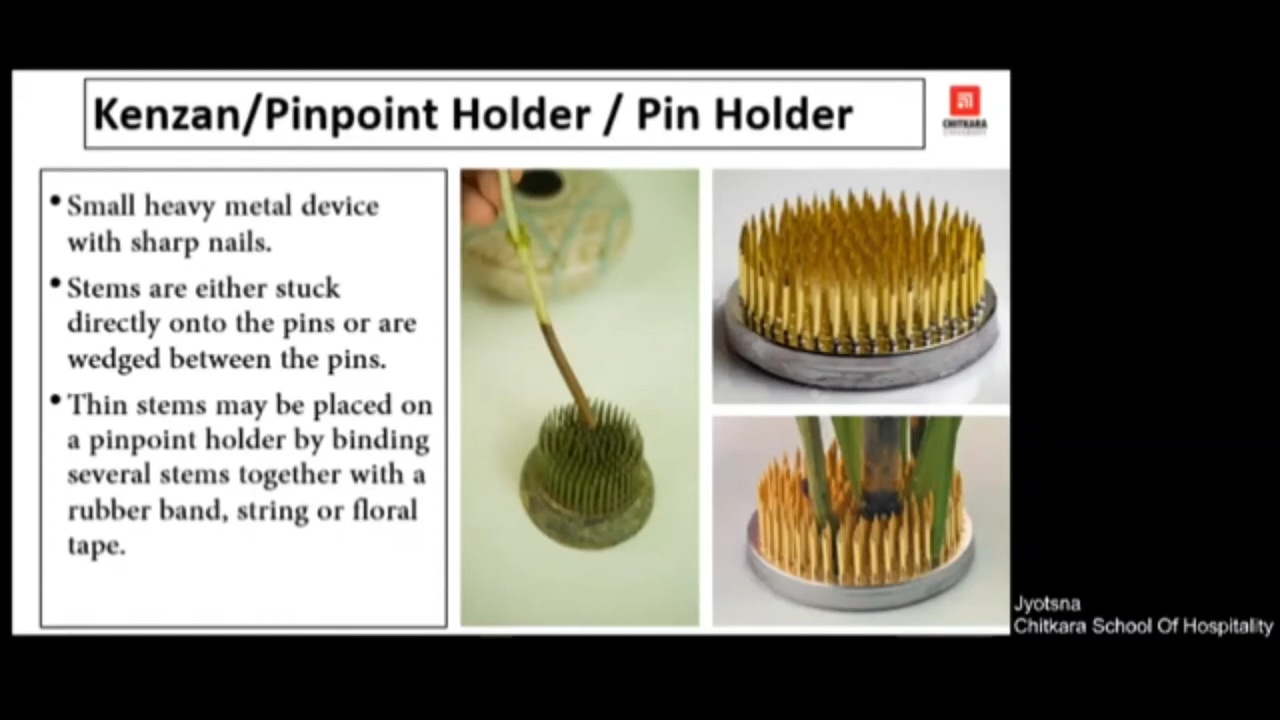 Kenzan/Pinpoint Holder / Pin Holder
CHITKARA
UNIVERSITY
• Small heavy metal device
with sharp nails.
• Stems are either stuck
directly onto the pins or are
wedged between the pins.
• Thin stems may be placed on
a pinpoint holder by binding
several stems together with a
rubber band, string or floral
tape.
Jyotsna
Chitkara School Of Hospitality